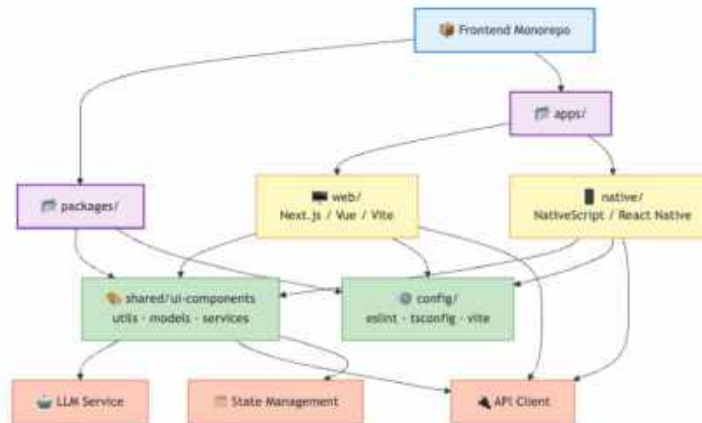 📦 Frontend Monorepo
apps/
packages/
web/
Next.js / Vue / Vite
native/
NativeScript / React Native
shared/ui-components
utils · models · services
config/
eslint · tsconfig · vite
LLM Service
State Management
API Client